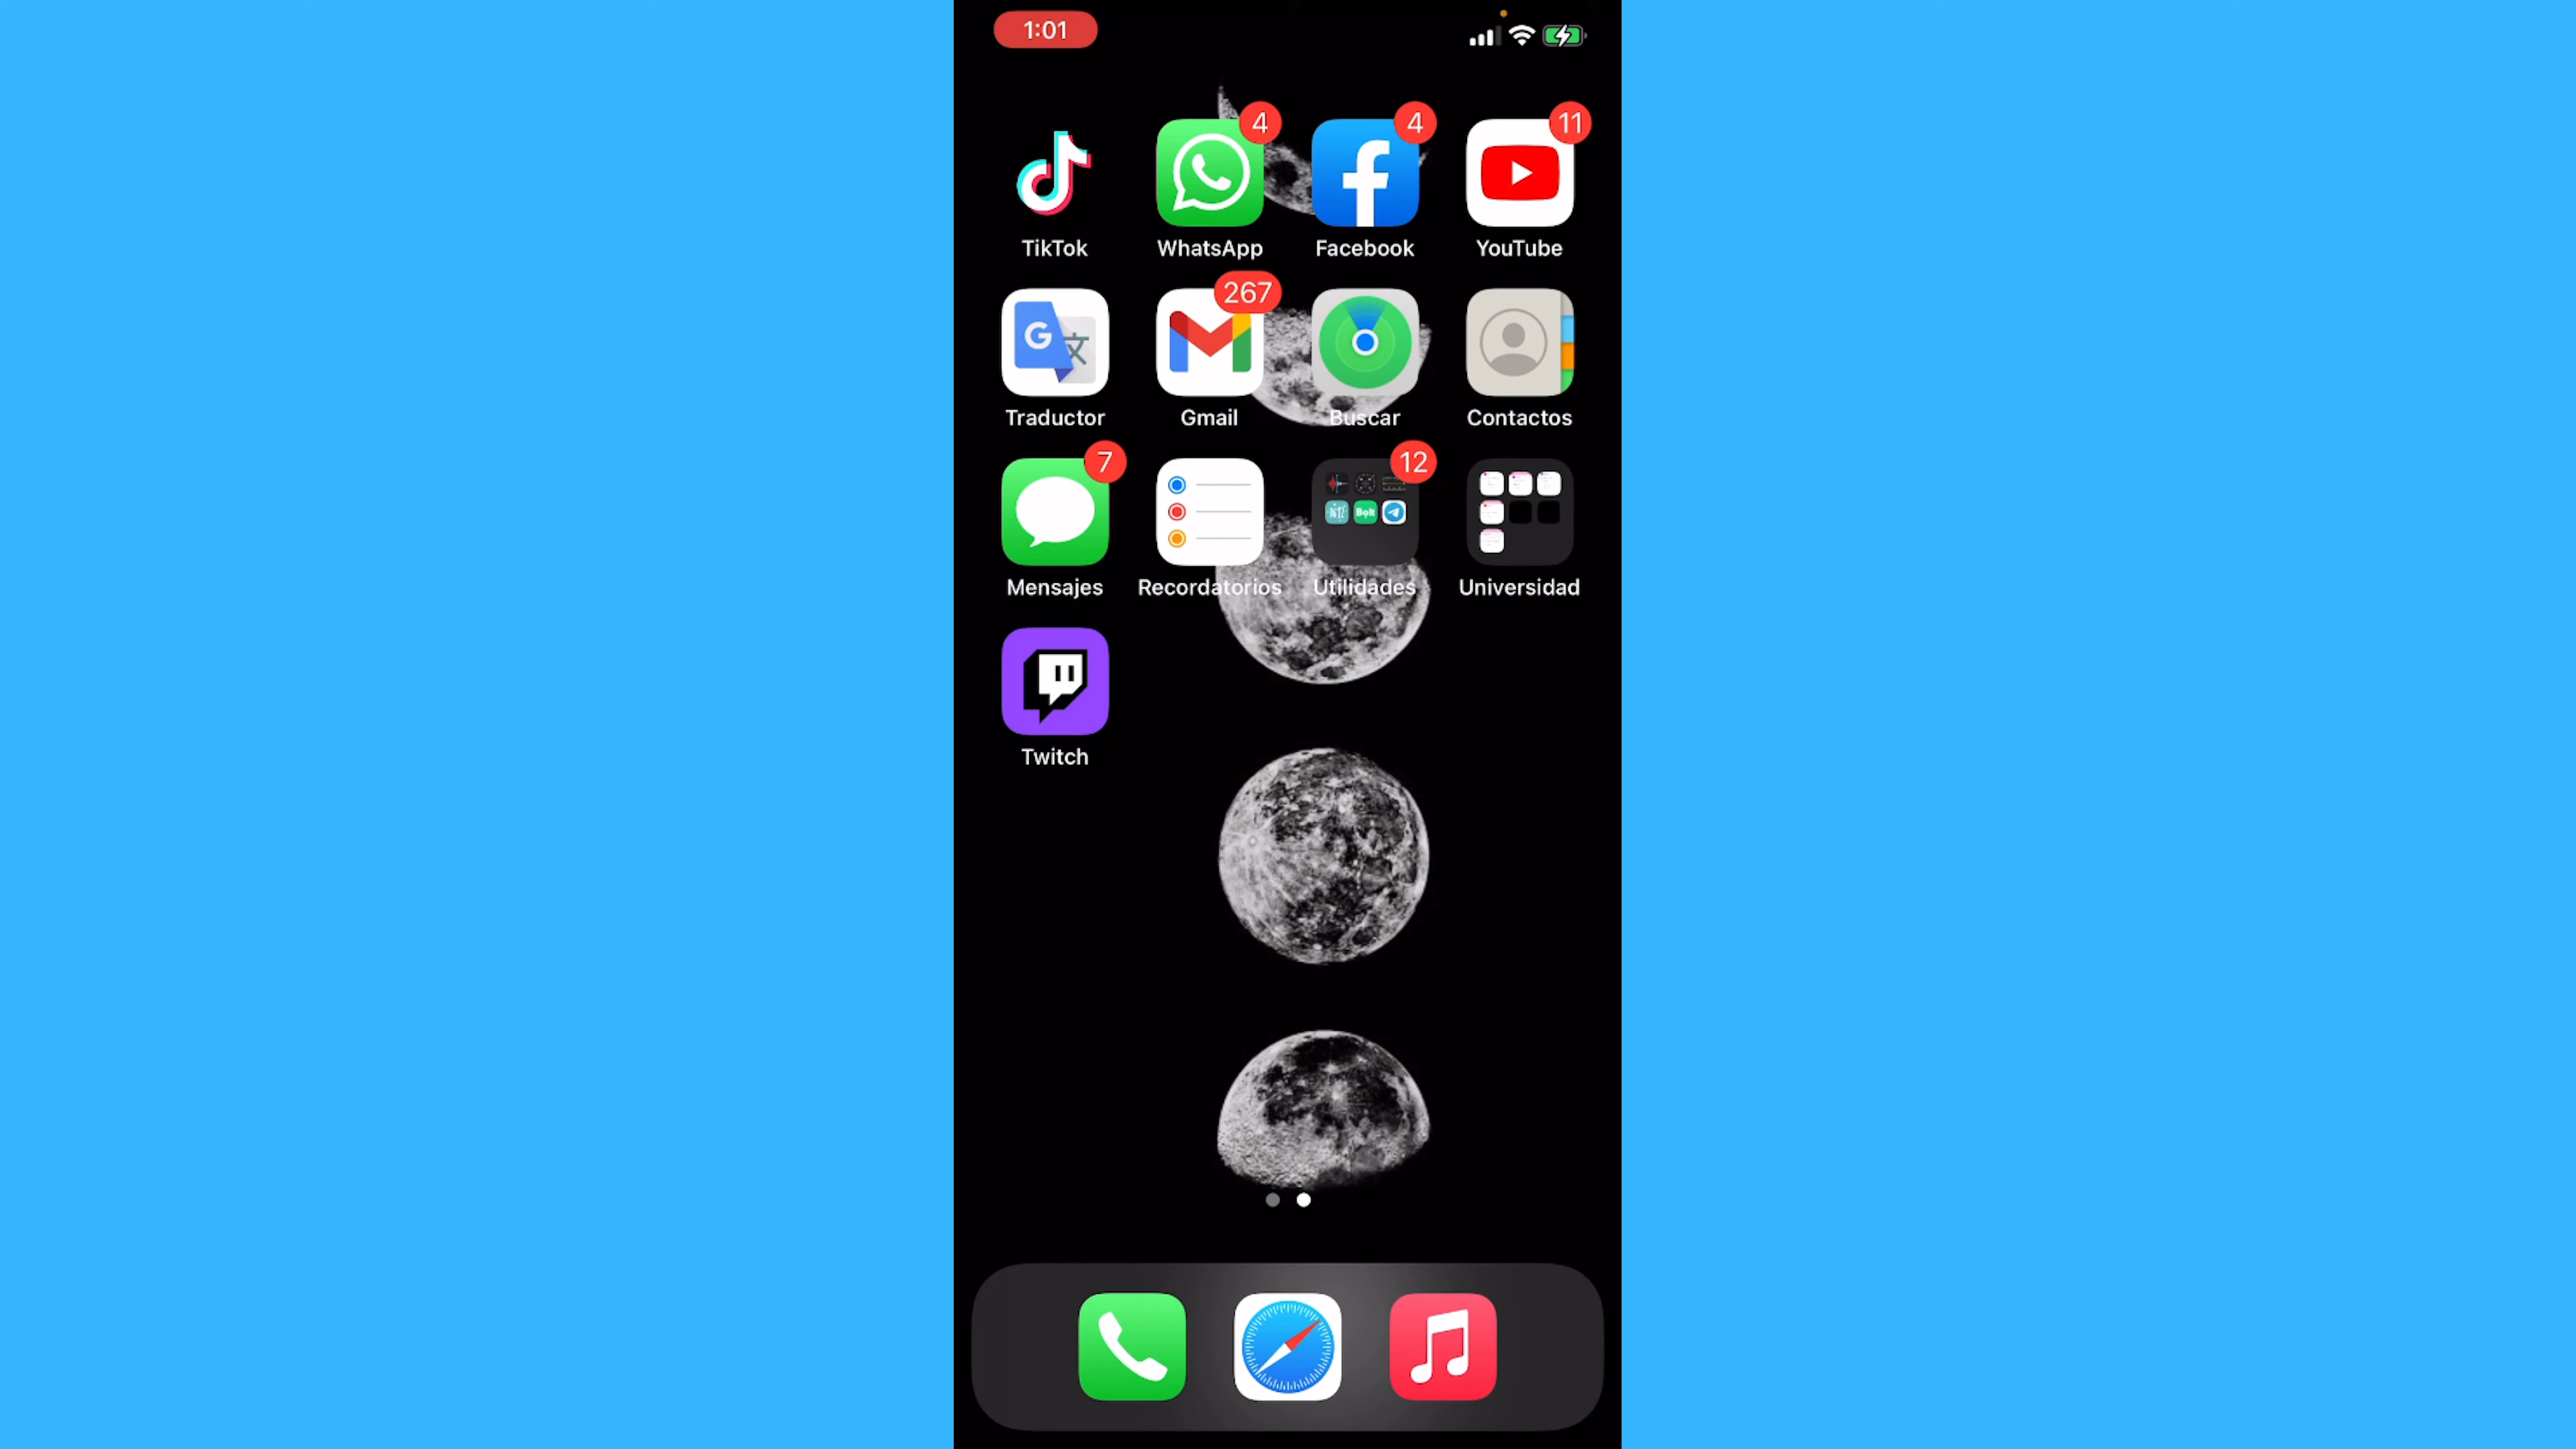 1:01
4
4
11
TikTok
WhatsApp
Facebook
YouTube
267
Traductor
Gmail
Buscar
Contactos
7
12
Bolt
Mensajes
Recordatorios
Utilidades
Universidad
Twitch